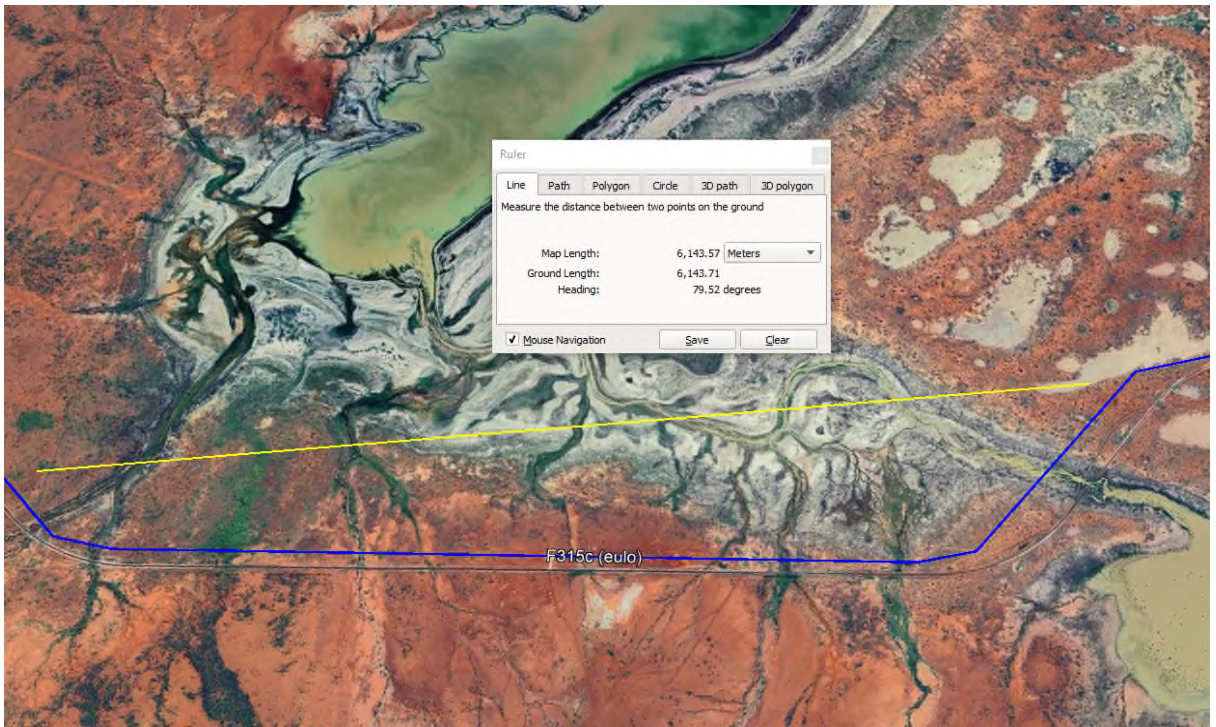 Ruler
Line Path Polygon Circle 3D path 3D polygon
Measure the distance between two points on the ground
Map Length: 6,143.57 Meters
Ground Length: 6,143.71
Heading: 79.52 degrees
Mouse Navigation Save Clear
F315c (eulo)